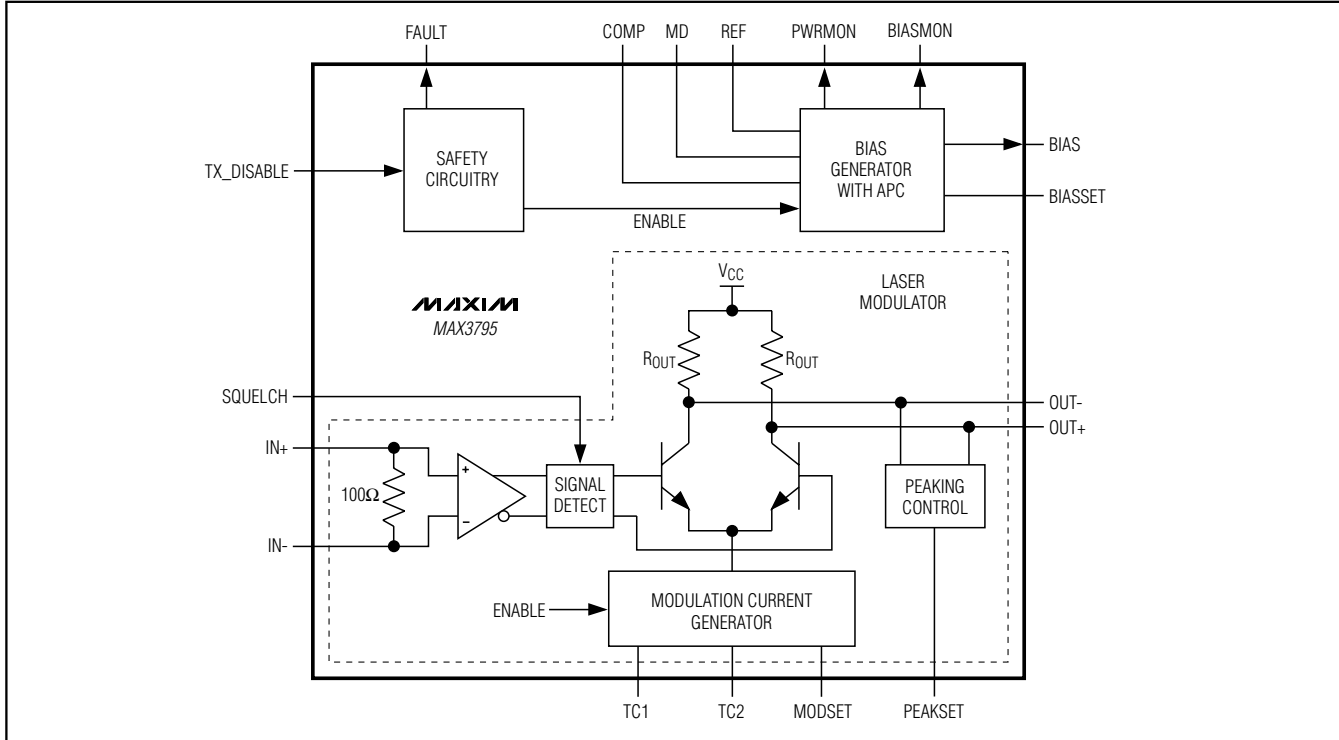 FAULT COMP MD REF PWRMON BIASMON
SAFETY
CIRCUITRY
BIAS
GENERATOR
WITH APC
BIAS
TX_DISABLE
BIASSET
ENABLE
VCC
LASER
MODULATOR
MAXIM
MAX3795
ROUT ROUT
SQUELCH
OUT-
OUT+
IN+
+
-
100Ω
SIGNAL
DETECT
PEAKING
CONTROL
IN-
ENABLE
MODULATION CURRENT
GENERATOR
TC1 TC2 MODSET PEAKSET